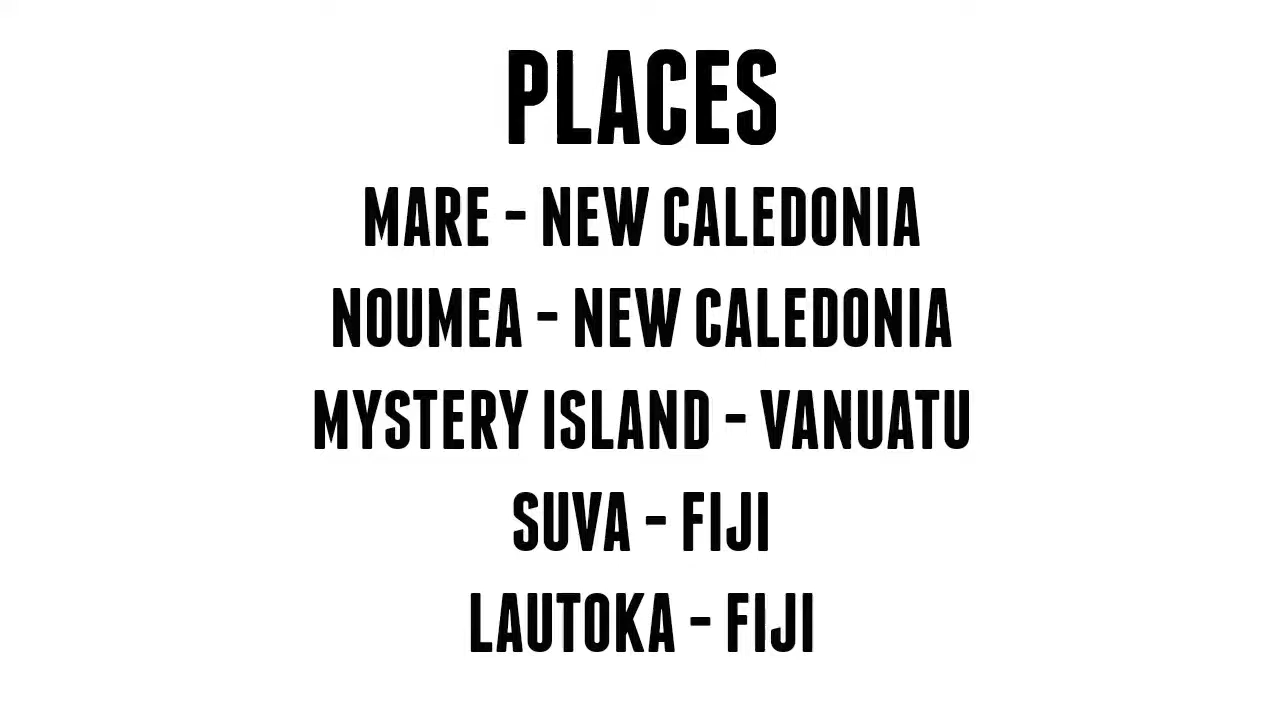 PLACES
MARE - NEW CALEDONIA
NOUMEA - NEW CALEDONIA
MYSTERY ISLAND - VANUATU
SUVA - FIJI
LAUTOKA - FIJI